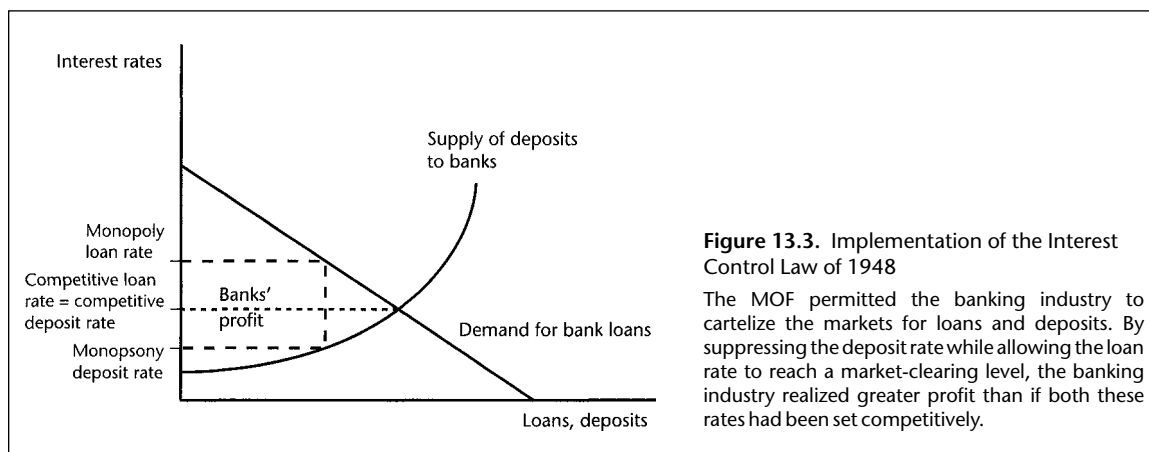 Interest rates
Supply of deposits
to banks
Monopoly
loan rate
Competitive loan
rate = competitive
deposit rate
Banks'
profit
Demand for bank loans
Monopsony
deposit rate
Loans, deposits
Figure 13.3. Implementation of the Interest
Control Law of 1948
The MOF permitted the banking industry to
cartelize the markets for loans and deposits. By
suppressing the deposit rate while allowing the loan
rate to reach a market-clearing level, the banking
industry realized greater profit than if both these
rates had been set competitively.